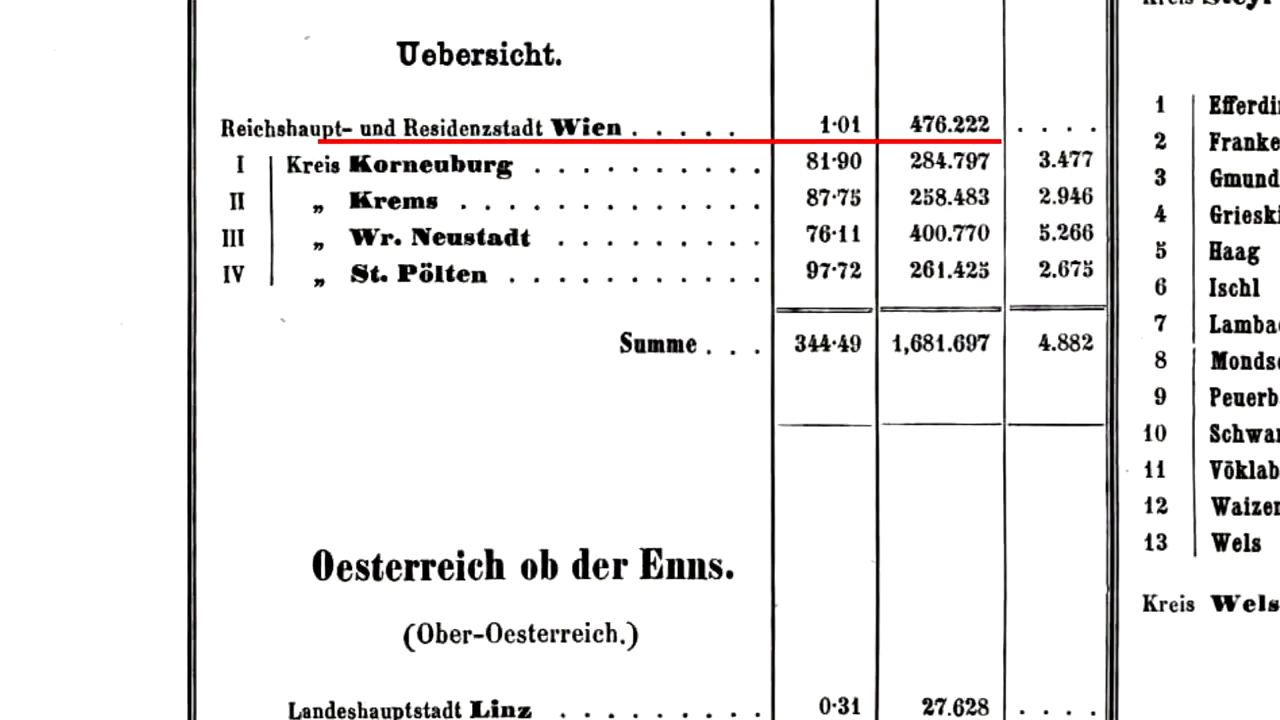 Uebersicht.
Reichshaupt- und Residenzstadt Wien . . . . . 1·01 476.222 . . . .
I Kreis Korneuburg . . . . . . . . . . 81·90 284.797 3.477
II „ Krems . . . . . . . . . . . . . 87·75 258.483 2.946
III „ Wr. Neustadt . . . . . . . . . 76·11 400.770 5.266
IV „ St. Pölten . . . . . . . . . . . 97·72 261.425 2.675
Summe . . . 344·49 1,681.697 4.882
Oesterreich ob der Enns.
(Ober-Oesterreich.)
Landeshauptstadt Linz . . . . . . . . . 0·31 27.628 . . . .
Kreis
1
2
3
4
5 Haag
6 Ischl
7
8
9
10
11
12
13 Wels
Kreis Wels